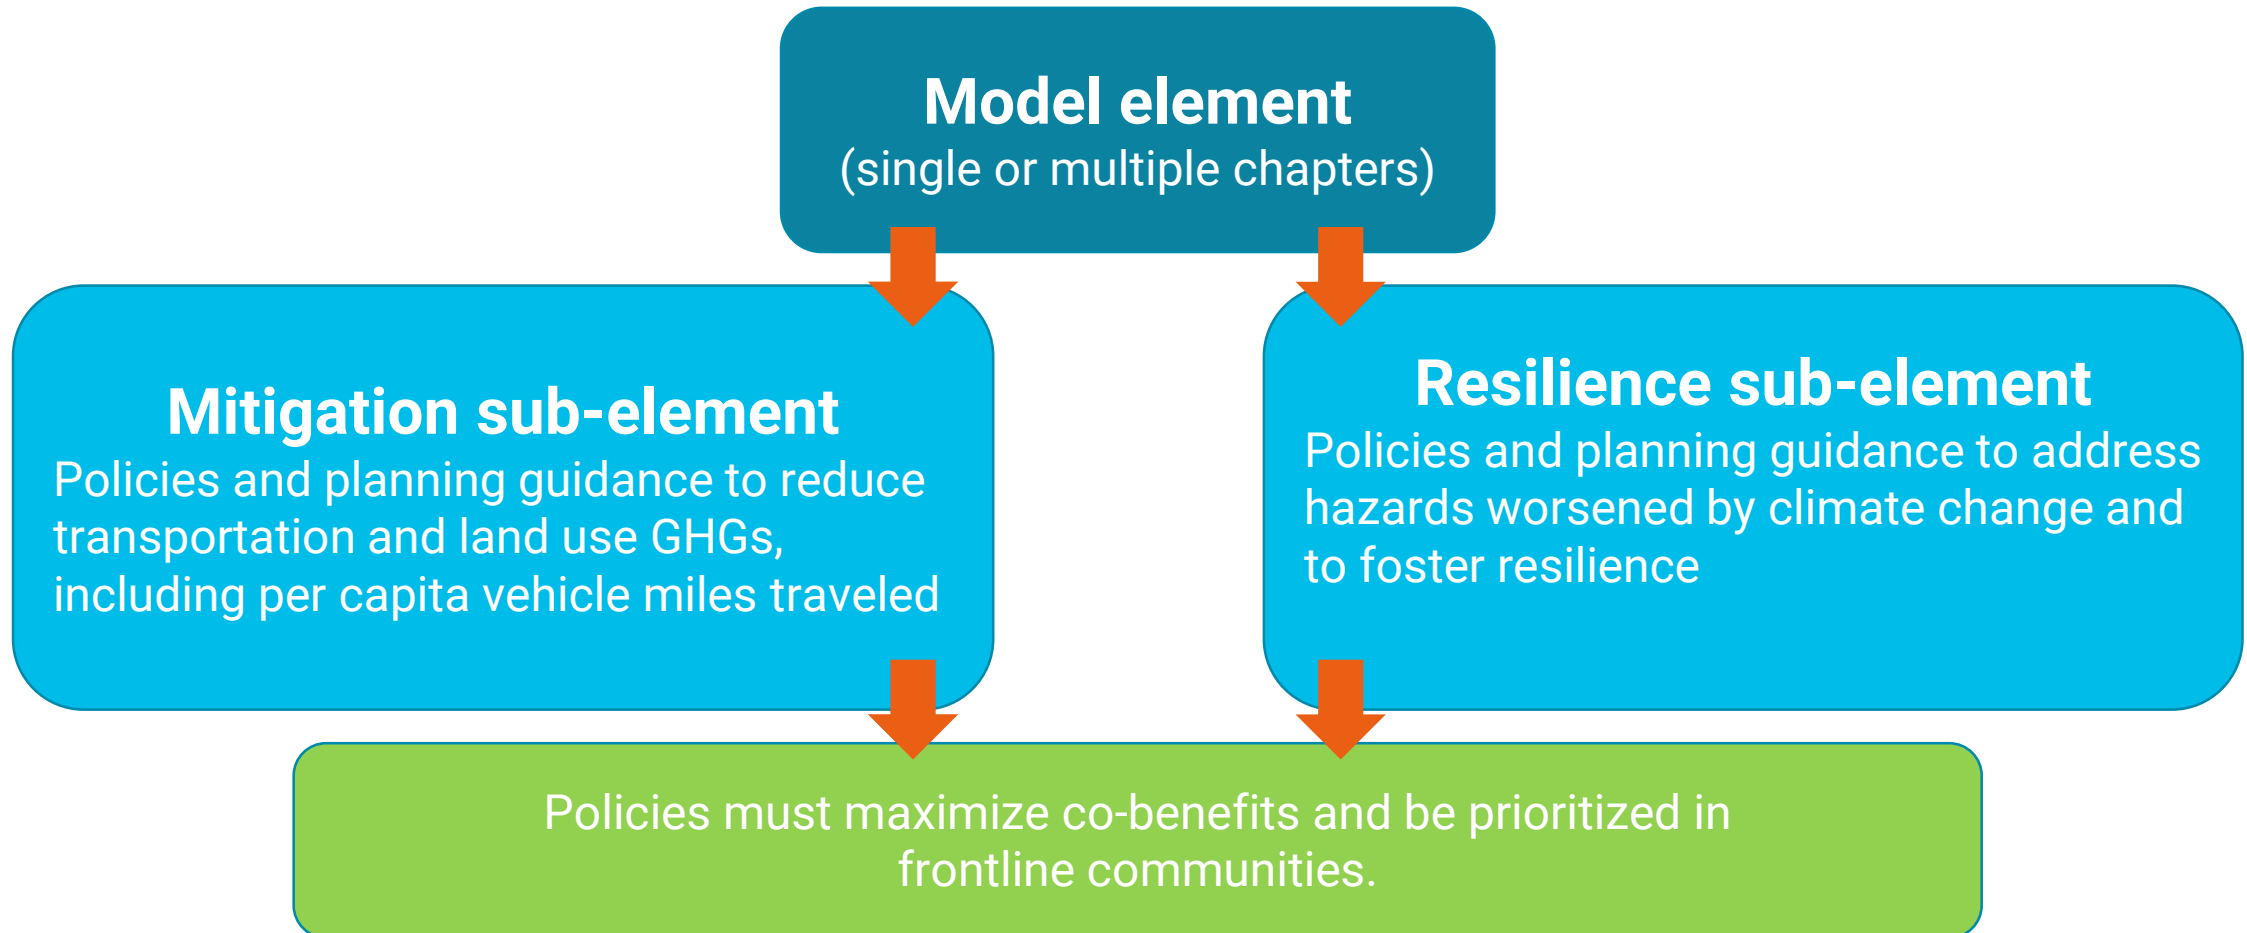 Model element
(single or multiple chapters)
Mitigation sub-element
Policies and planning guidance to reduce
transportation and land use GHGs,
including per capita vehicle miles traveled
Resilience sub-element
Policies and planning guidance to address
hazards worsened by climate change and
to foster resilience
Policies must maximize co-benefits and be prioritized in
frontline communities.